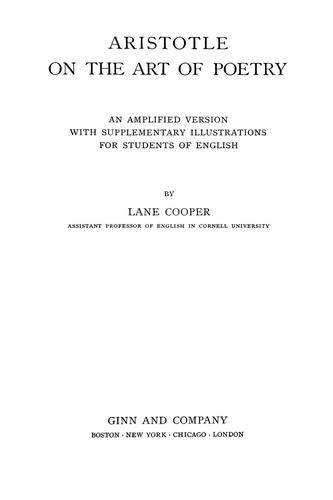 ARISTOTLE
ON THE ART OF POETRY
AN AMPLIFIED VERSION
WITH SUPPLEMENTARY ILLUSTRATIONS
FOR STUDENTS OF ENGLISH
BY
LANE COOPER
ASSISTANT PROFESSOR OF ENGLISH IN CORNELL UNIVERSITY
GINN AND COMPANY
BOSTON · NEW YORK · CHICAGO · LONDON